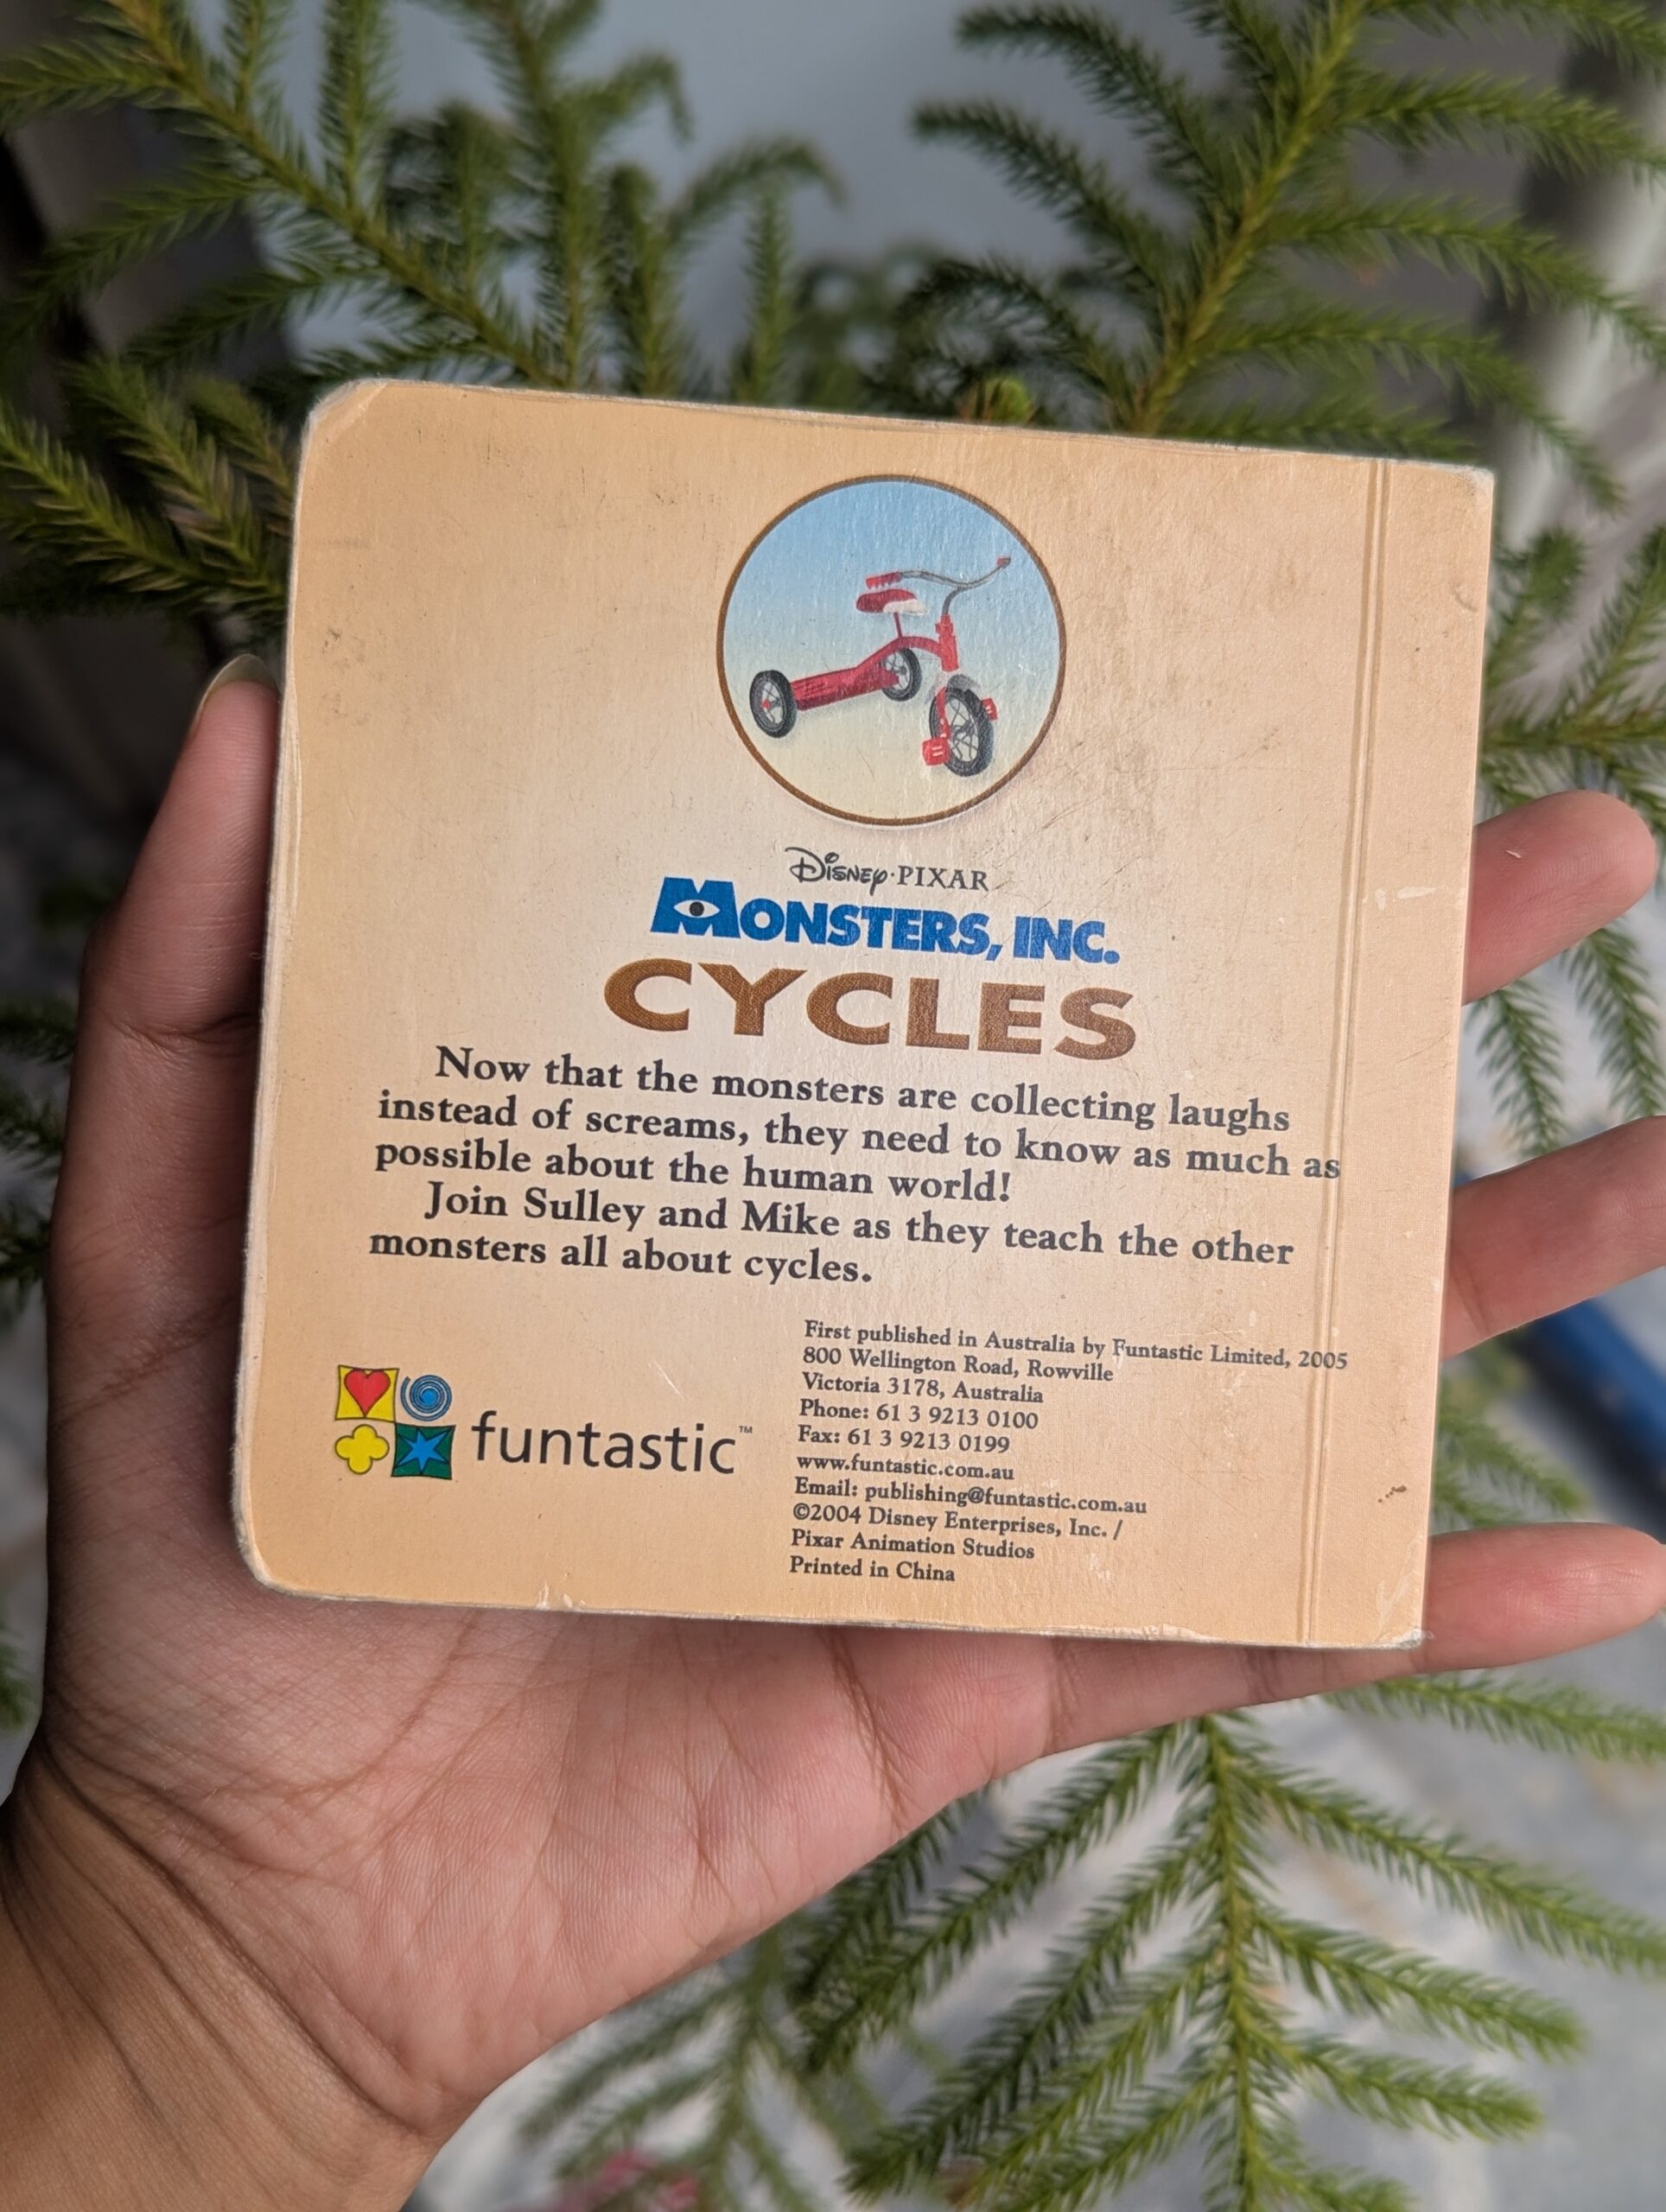 Disney·PIXAR
MONSTERS, INC.
CYCLES
Now that the monsters are collecting laughs
instead of screams, they need to know as much as
possible about the human world!
Join Sulley and Mike as they teach the other
monsters all about cycles.
funtastic™
First published in Australia by Funtastic Limited, 2005
800 Wellington Road, Rowville
Victoria 3178, Australia
Phone: 61 3 9213 0100
Fax: 61 3 9213 0199
www.funtastic.com.au
Email: publishing@funtastic.com.au
©2004 Disney Enterprises, Inc. /
Pixar Animation Studios
Printed in China